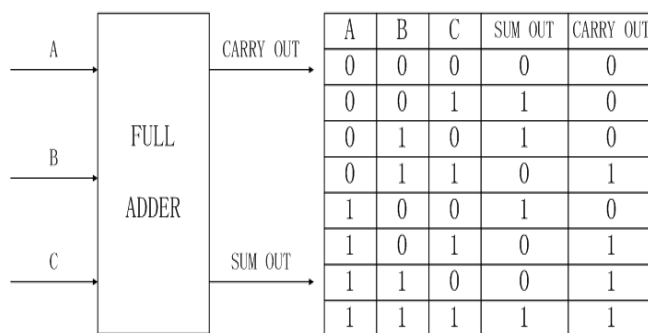 A
B
C
FULL
ADDER
CARRY OUT
SUM OUT
A B C SUM OUT CARRY OUT
0 0 0 0 0
0 0 1 1 0
0 1 0 1 0
0 1 1 0 1
1 0 0 1 0
1 0 1 0 1
1 1 0 0 1
1 1 1 1 1